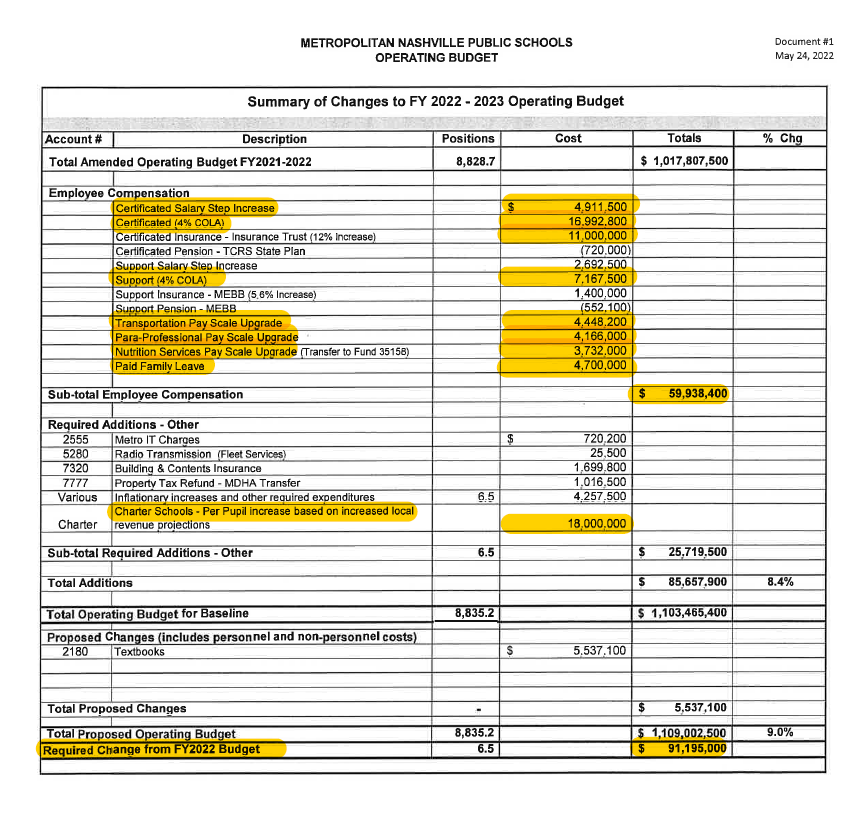 METROPOLITAN NASHVILLE PUBLIC SCHOOLS
OPERATING BUDGET
Document #1
May 24, 2022
Summary of Changes to FY 2022 - 2023 Operating Budget
Account # Description Positions Cost Totals % Chg
Total Amended Operating Budget FY2021-2022 8,828.7 $ 1,017,807,500
Employee Compensation
Certificated Salary Step Increase $ 4,911,500
Certificated (4% COLA) 16,992,800
Certificated Insurance - Insurance Trust (12% Increase) 11,000,000
Certificated Pension - TCRS State Plan (720,000)
Support Salary Step Increase 2,692,500
Support (4% COLA) 7,167,500
Support Insurance - MEBB (5,6% Increase) 1,400,000
Support Pension - MEBB (552,100)
Transportation Pay Scale Upgrade 4,448,200
Para-Professional Pay Scale Upgrade 4,166,000
Nutrition Services Pay Scale Upgrade (Transfer to Fund 35158) 3,732,000
Paid Family Leave 4,700,000
Sub-total Employee Compensation $ 59,938,400
Required Additions - Other
2555 Metro IT Charges $ 720,200
5280 Radio Transmission (Fleet Services) 25,500
7320 Building & Contents Insurance 1,699,800
7777 Property Tax Refund - MDHA Transfer 1,016,500
Various Inflationary increases and other required expenditures 6.5 4,257,500
Charter Schools - Per Pupil increase based on increased local
Charter revenue projections 18,000,000
Sub-total Required Additions - Other 6.5 $ 25,719,500
Total Additions $ 85,657,900 8.4%
Total Operating Budget for Baseline 8,835.2 $ 1,103,465,400
Proposed Changes (includes personnel and non-personnel costs)
2180 Textbooks $ 5,537,100
Total Proposed Changes - $ 5,537,100
Total Proposed Operating Budget 8,835.2 $ 1,109,002,500 9.0%
Required Change from FY2022 Budget 6.5 $ 91,195,000